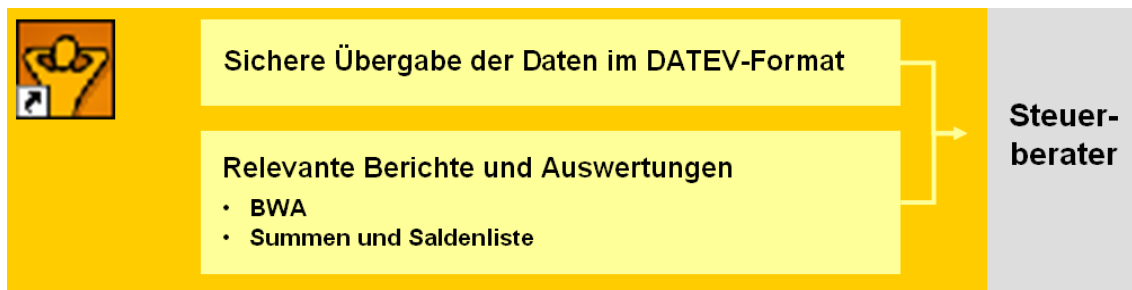 Sichere Übergabe der Daten im DATEV-Format
Relevante Berichte und Auswertungen
• BWA
• Summen und Saldenliste
Steuer-
berater